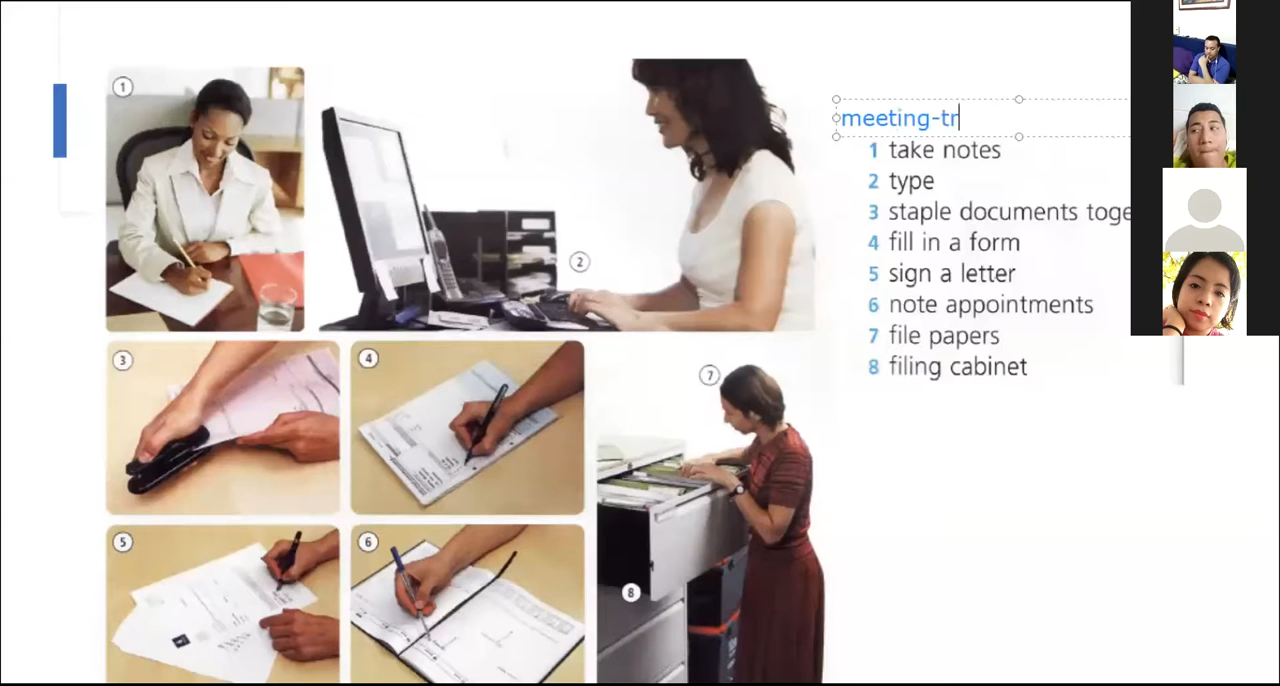 meeting-tr
1 take notes
2 type
3 staple documents toge
4 fill in a form
5 sign a letter
6 note appointments
7 file papers
8 filing cabinet
1
2
3
4
7
5
6
8